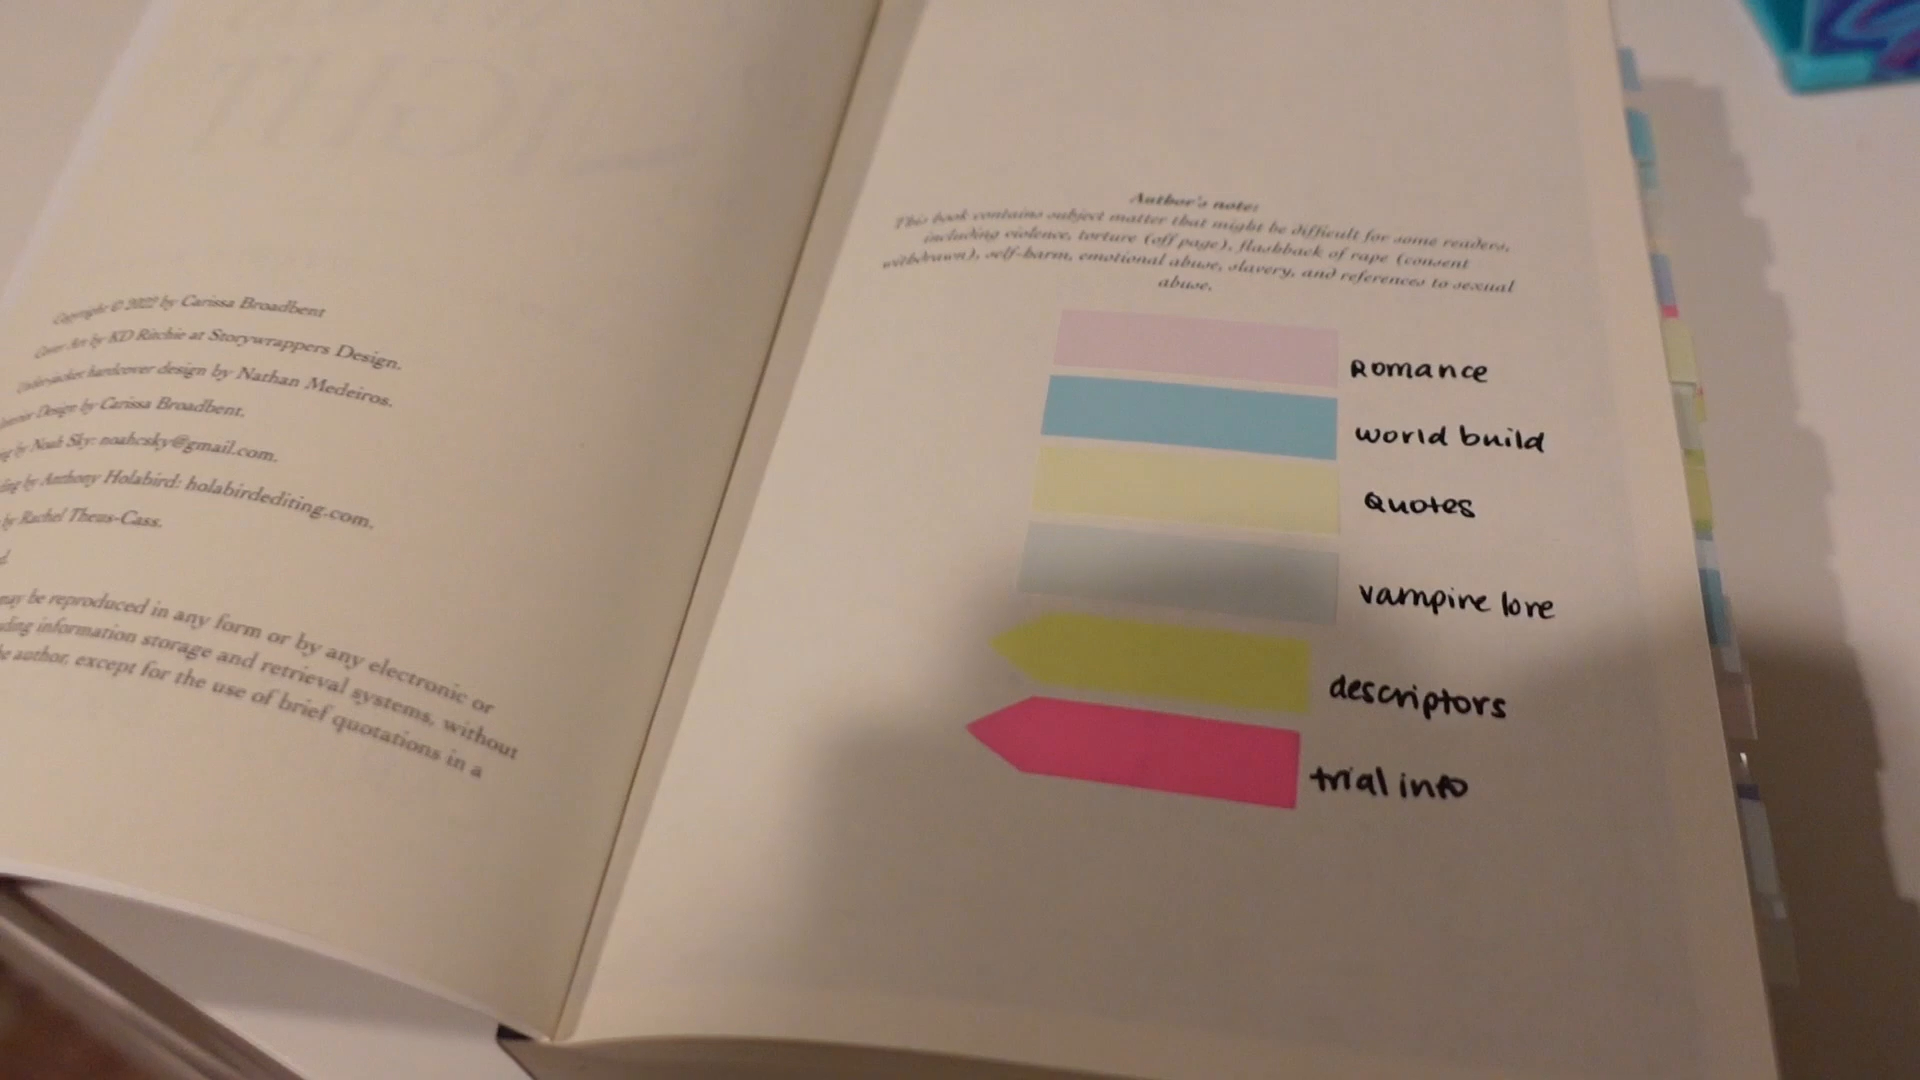 Copyright © 2022 by Carissa Broadbent
Cover Art by KD Ritchie at Storywrappers Design.
Under-jacket hardcover design by Nathan Medeiros.
Interior Design by Carissa Broadbent.
by Noah Sky: noahcsky@gmail.com.
by Anthony Holabird: holabirdediting.com.
by Rachel Theus-Cass.
may be reproduced in any form or by any electronic or
information storage and retrieval systems, without
author, except for the use of brief quotations in a
Author's note:
This book contains subject matter that might be difficult for some readers,
including violence, torture (off page), flashback of rape (consent
withdrawn), self-harm, emotional abuse, slavery, and references to sexual
abuse.
Romance
world build
Quotes
vampire lore
descriptors
trial info